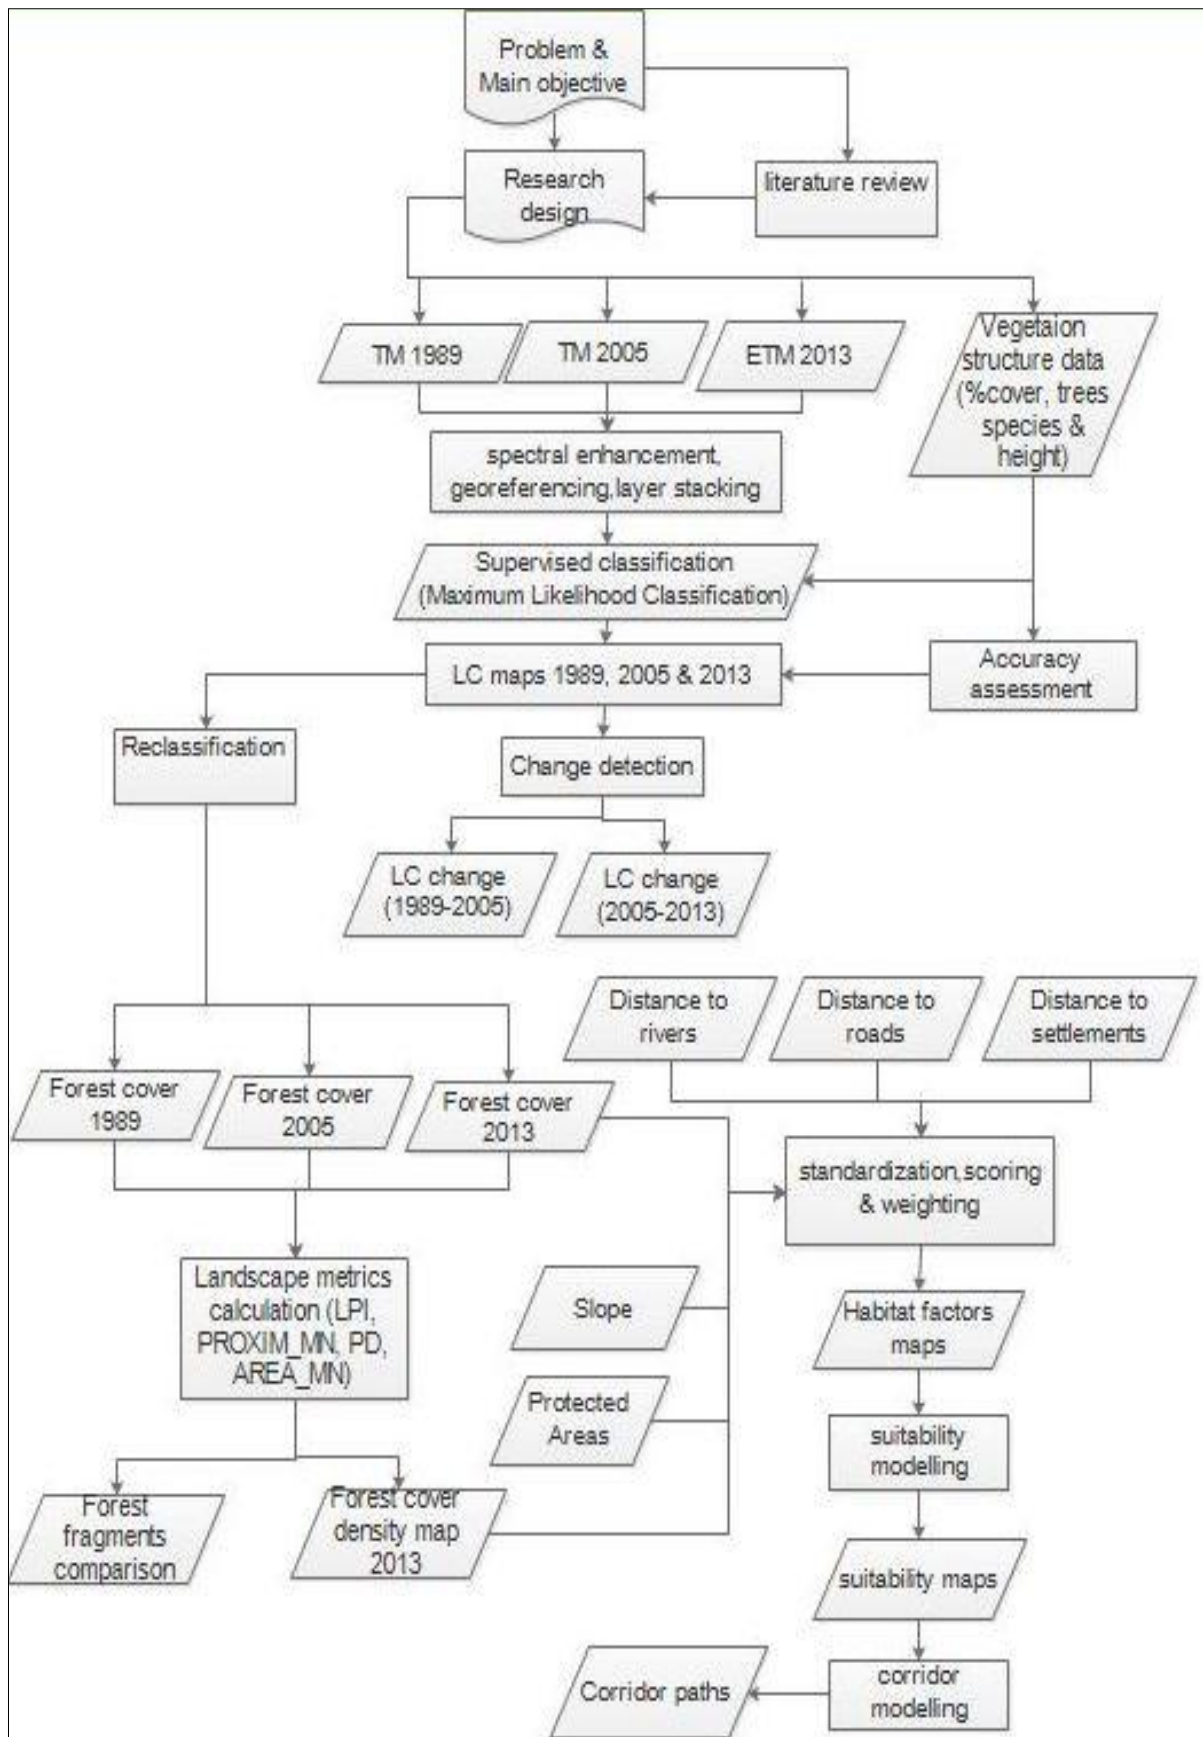 Problem &
Main objective
Research
design
literature review
TM 1989
TM 2005
ETM 2013
Vegetaion
structure data
(%cover, trees
species &
height)
spectral enhancement,
georeferencing,layer stacking
Supervised classification
(Maximum Likelihood Classification)
LC maps 1989, 2005 & 2013
Accuracy
assessment
Reclassification
Change detection
LC change
(1989-2005)
LC change
(2005-2013)
Distance to
rivers
Distance to
roads
Distance to
settlements
Forest cover
1989
Forest cover
2005
Forest cover
2013
standardization,scoring
& weighting
Landscape metrics
calculation (LPI,
PROXIM_MN, PD,
AREA_MN)
Slope
Habitat factors
maps
Protected
Areas
suitability
modelling
Forest
fragments
comparison
Forest cover
density map
2013
suitability maps
corridor
modelling
Corridor paths